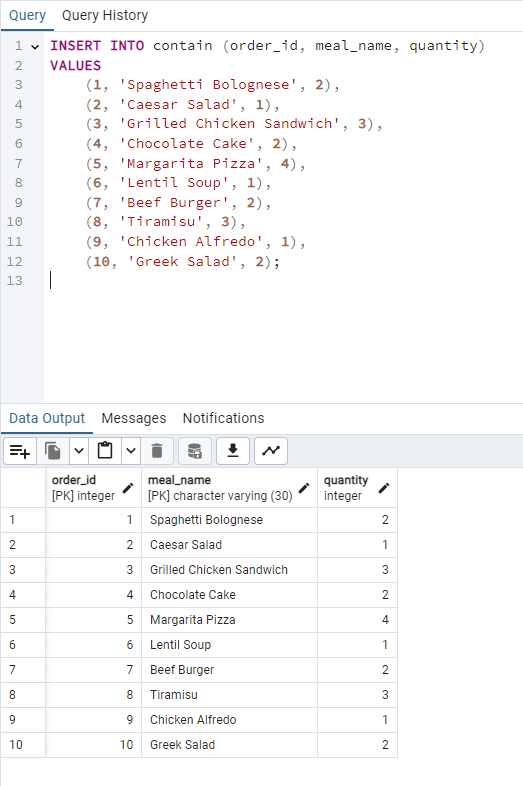 Query Query History
1 INSERT INTO contain (order_id, meal_name, quantity)
2 VALUES
3 (1, 'Spaghetti Bolognese', 2),
4 (2, 'Caesar Salad', 1),
5 (3, 'Grilled Chicken Sandwich', 3),
6 (4, 'Chocolate Cake', 2),
7 (5, 'Margarita Pizza', 4),
8 (6, 'Lentil Soup', 1),
9 (7, 'Beef Burger', 2),
10 (8, 'Tiramisu', 3),
11 (9, 'Chicken Alfredo', 1),
12 (10, 'Greek Salad', 2);
13
Data Output Messages Notifications
order_id meal_name quantity
[PK] integer [PK] character varying (30) integer
1 1 Spaghetti Bolognese 2
2 2 Caesar Salad 1
3 3 Grilled Chicken Sandwich 3
4 4 Chocolate Cake 2
5 5 Margarita Pizza 4
6 6 Lentil Soup 1
7 7 Beef Burger 2
8 8 Tiramisu 3
9 9 Chicken Alfredo 1
10 10 Greek Salad 2